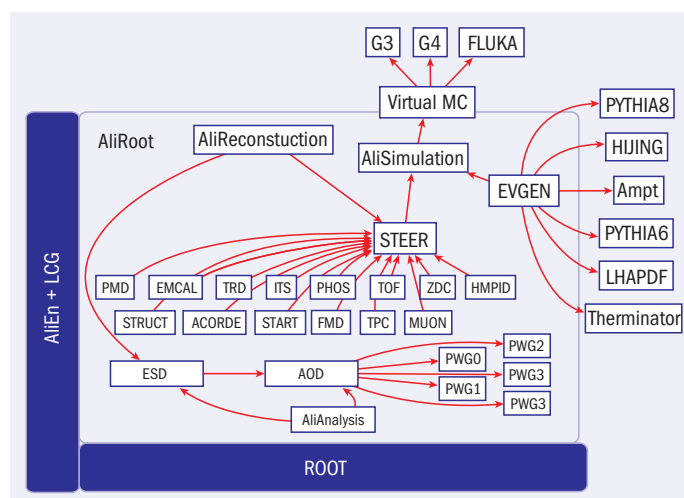 G3
G4
FLUKA
Virtual MC
PYTHIA8
AliRoot
AliReconstuction
HIJING
AliSimulation
EVGEN
Ampt
STEER
PYTHIA6
LHAPDF
PMD
EMCAL
TRD
ITS
PHOS
TOF
ZDC
HMPID
STRUCT
ACORDE
START
FMD
TPC
MUON
Therminator
PWG2
PWG0
ESD
AOD
PWG3
PWG1
PWG3
AliAnalysis
AliEn + LCG
ROOT